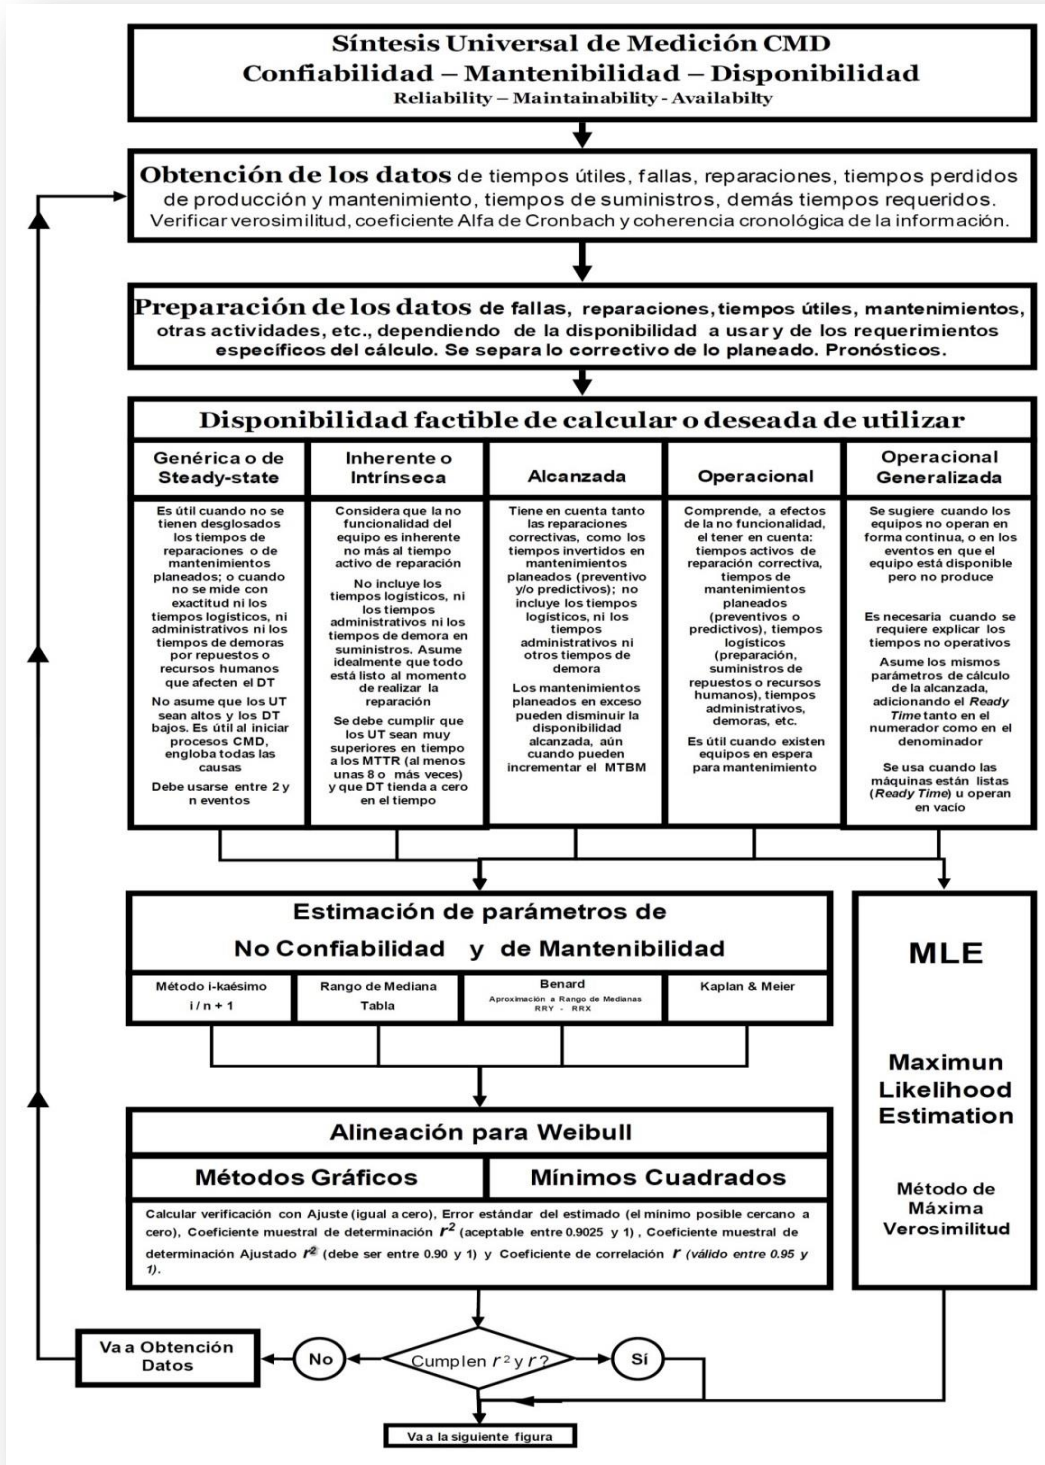 Síntesis Universal de Medición CMD
Confiabilidad – Mantenibilidad – Disponibilidad
Reliability – Maintainability - Availabilty
Obtención de los datos de tiempos útiles, fallas, reparaciones, tiempos perdidos
de producción y mantenimiento, tiempos de suministros, demás tiempos requeridos.
Verificar verosimilitud, coeficiente Alfa de Cronbach y coherencia cronológica de la información.
Preparación de los datos de fallas, reparaciones, tiempos útiles, mantenimientos,
otras actividades, etc., dependiendo de la disponibilidad a usar y de los requerimientos
específicos del cálculo. Se separa lo correctivo de lo planeado. Pronósticos.
Disponibilidad factible de calcular o deseada de utilizar
Genérica o de
Steady-state
Es útil cuando no se
tienen desglosados
los tiempos de
reparaciones o de
mantenimientos
planeados; o cuando
no se mide con
exactitud ni los
tiempos logísticos, ni
administrativos ni los
tiempos de demoras
por repuestos o
recursos humanos
que afecten el DT
No asume que los UT
sean altos y los DT
bajos. Es útil al iniciar
procesos CMD,
engloba todas las
causas
Debe usarse entre 2 y
n eventos
Inherente o
Intrínseca
Considera que la no
funcionalidad del
equipo es inherente
no más al tiempo
activo de reparación
No incluye los
tiempos logísticos, ni
los tiempos
administrativos ni los
tiempos de demora en
suministros. Asume
idealmente que todo
está listo al momento
de realizar la
reparación
Se debe cumplir que
los UT sean muy
superiores en tiempo
a los MTTR (al menos
unas 8 o más veces)
y que DT tienda a cero
en el tiempo
Alcanzada
Tiene en cuenta tanto
las reparaciones
correctivas, como los
tiempos invertidos en
mantenimientos
planeados (preventivo
y/o predictivos); no
incluye los tiempos
logísticos, ni los
tiempos
administrativos ni
otros tiempos de
demora
Los mantenimientos
planeados en exceso
pueden disminuir la
disponibilidad
alcanzada, aún
cuando pueden
incrementar el MTBM
Operacional
Comprende, a efectos
de la no funcionalidad,
el tener en cuenta:
tiempos activos de
reparación correctiva,
tiempos de
mantenimientos
planeados
(preventivos o
predictivos), tiempos
logísticos
(preparación,
suministros de
repuestos o recursos
humanos), tiempos
administrativos,
demoras, etc.
Es útil cuando existen
equipos en espera
para mantenimiento
Operacional
Generalizada
Se sugiere cuando los
equipos no operan en
forma continua, o en los
eventos en que el
equipo está disponible
pero no produce
Es necesaria cuando se
requiere explicar los
tiempos no operativos
Asume los mismos
parámetros de cálculo
de la alcanzada,
adicionando el Ready
Time tanto en el
numerador como en el
denominador
Se usa cuando las
máquinas están listas
(Ready Time) u operan
en vacío
Estimación de parámetros de
No Confiabilidad y de Mantenibilidad
Método i-kaésimo
i / n + 1
Rango de Mediana
Tabla
Benard
Aproximación a Rango de Medianas
RRY - RRX
Kaplan & Meier
MLE
Maximun
Likelihood
Estimation
Método de
Máxima
Verosimilitud
Alineación para Weibull
Métodos Gráficos
Mínimos Cuadrados
Calcular verificación con Ajuste (igual a cero), Error estándar del estimado (el mínimo posible cercano a
cero), Coeficiente muestral de determinación r² (aceptable entre 0.9025 y 1) , Coeficiente muestral de
determinación Ajustado r² (debe ser entre 0.90 y 1) y Coeficiente de correlación r (válido entre 0.95 y
1).
Va a Obtención
Datos
No
Cumplen r ² y r?
Sí
Va a la siguiente figura